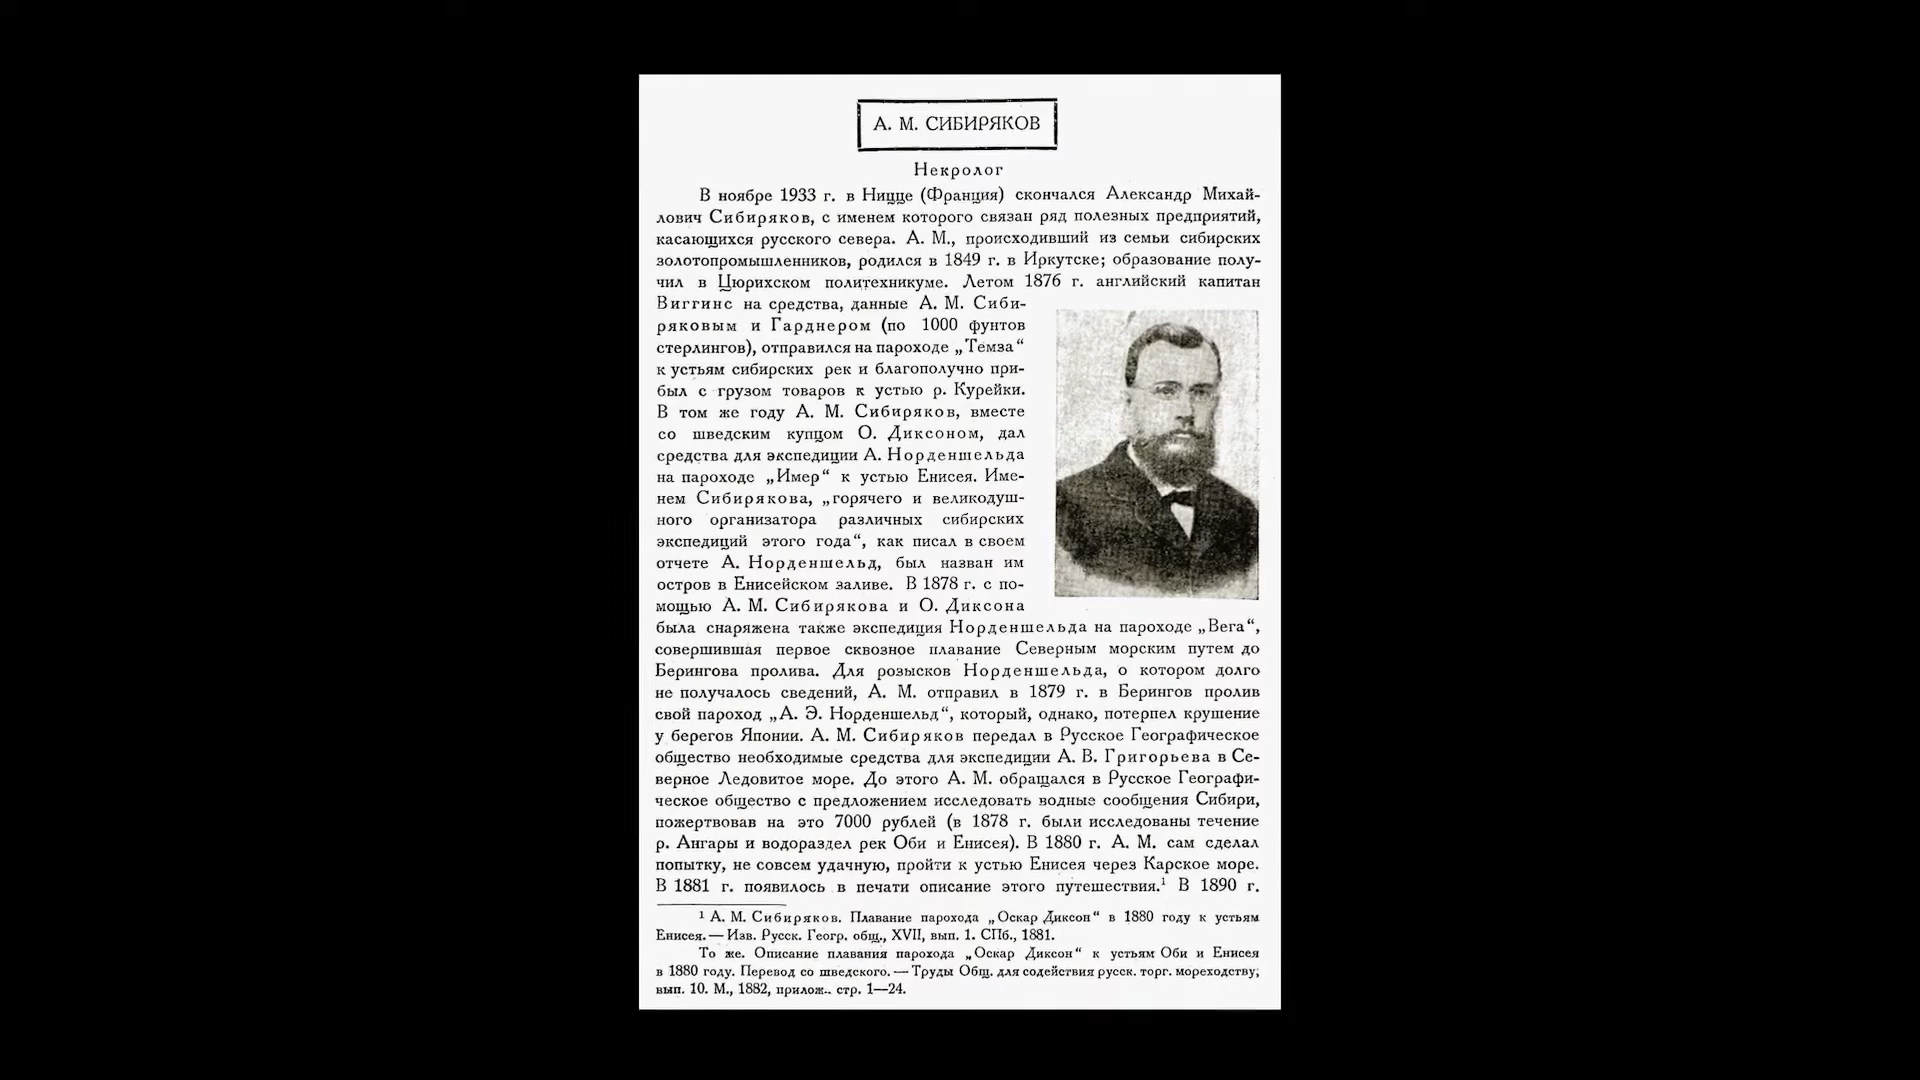 А. М. СИБИРЯКОВ
Некролог
В ноябре 1933 г. в Ницце (Франция) скончался Александр Михай-
лович Сибиряков, с именем которого связан ряд полезных предприятий,
касающихся русского севера. А. М., происходивший из семьи сибирских
золотопромышленников, родился в 1849 г. в Иркутске; образование полу-
чил в Цюрихском политехникуме. Летом 1876 г. английский капитан
Виггинс на средства, данные А. М. Сиби-
ряковым и Гарднером (по 1000 фунтов
стерлингов), отправился на пароходе „Темза“
к устьям сибирских рек и благополучно при-
был с грузом товаров к устью р. Курейки.
В том же году А. М. Сибиряков, вместе
со шведским купцом О. Диксоном, дал
средства для экспедиции А. Норденшельда
на пароходе „Имер“ к устью Енисея. Име-
нем Сибирякова, „горячего и великодуш-
ного организатора различных сибирских
экспедиций этого года“, как писал в своем
отчете А. Норденшельд, был назван им
остров в Енисейском заливе. В 1878 г. с по-
мощью А. М. Сибирякова и О. Диксона
была снаряжена также экспедиция Норденшельда на пароходе „Вега“,
совершившая первое сквозное плавание Северным морским путем до
Берингова пролива. Для розысков Норденшельда, о котором долго
не получалось сведений, А. М. отправил в 1879 г. в Берингов пролив
свой пароход „А. Э. Норденшельд“, который, однако, потерпел крушение
у берегов Японии. А. М. Сибиряков передал в Русское Географическое
общество необходимые средства для экспедиции А. В. Григорьева в Се-
верное Ледовитое море. До этого А. М. обращался в Русское Географи-
ческое общество с предложением исследовать водные сообщения Сибири,
пожертвовав на это 7000 рублей (в 1878 г. были исследованы течение
р. Ангары и водораздел рек Оби и Енисея). В 1880 г. А. М. сам сделал
попытку, не совсем удачную, пройти к устью Енисея через Карское море.
В 1881 г. появилось в печати описание этого путешествия.¹ В 1890 г.
¹ А. М. Сибиряков. Плавание парохода „Оскар Диксон“ в 1880 году к устьям
Енисея. — Изв. Русск. Геогр. общ., XVII, вып. 1. СПб., 1881.
То же. Описание плавания парохода „Оскар Диксон“ к устьям Оби и Енисея
в 1880 году. Перевод со шведского. — Труды Общ. для содействия русск. торг. мореходству,
вып. 10. М., 1882, прилож. стр. 1—24.